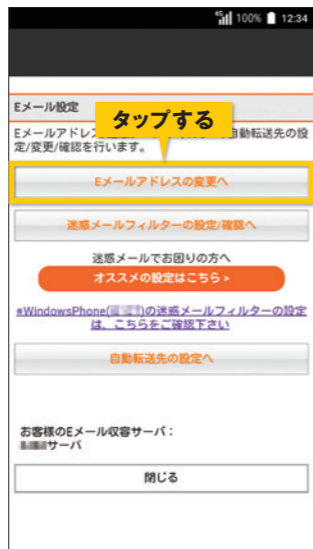 4G 100% 12:34
Eメール設定
タップする
Eメールアドレ
自動転送先の設
定/変更/確認を行います。
Eメールアドレスの変更へ
迷惑メールフィルターの設定/確認へ
迷惑メールでお困りの方へ
オススメの設定はこちら >
※WindowsPhone( )の迷惑メールフィルターの設定
は、こちらをご確認下さい
自動転送先の設定へ
お客様のEメール収容サーバ：
サーバ
閉じる